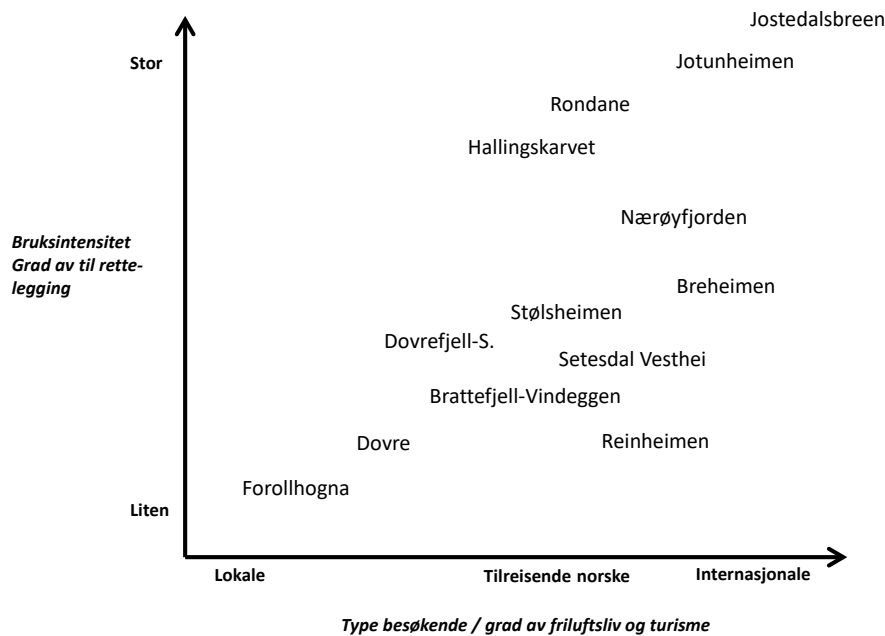 Jostedalsbreen
Stor
Jotunheimen
Rondane
Hallingskarvet
Nærøyfjorden
Bruksintensitet
Grad av til rette-
legging
Breheimen
Stølsheimen
Dovrefjell-S.
Setesdal Vesthei
Brattefjell-Vindeggen
Dovre
Reinheimen
Forollhogna
Liten
Lokale
Tilreisende norske
Internasjonale
Type besøkende / grad av friluftsliv og turisme